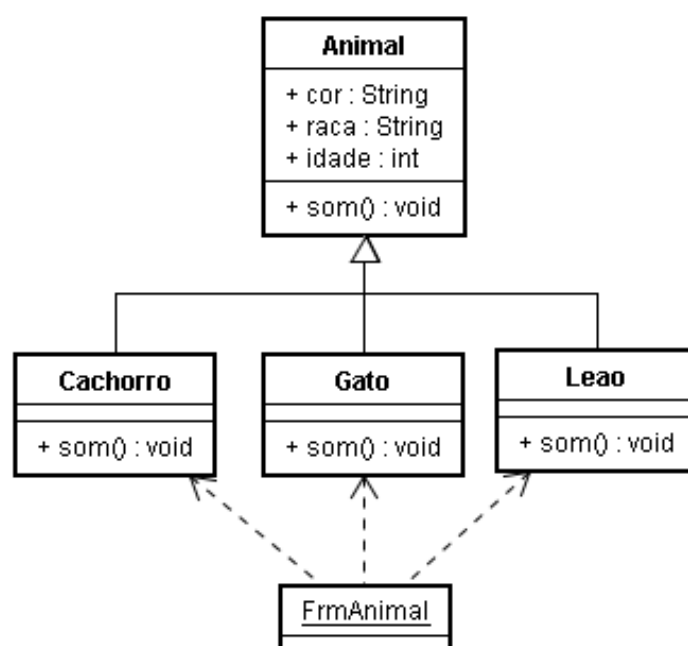 Animal
+ cor : String
+ raca : String
+ idade : int
+ som() : void
Cachorro
+ som() : void
Gato
+ som() : void
Leao
+ som() : void
FrmAnimal